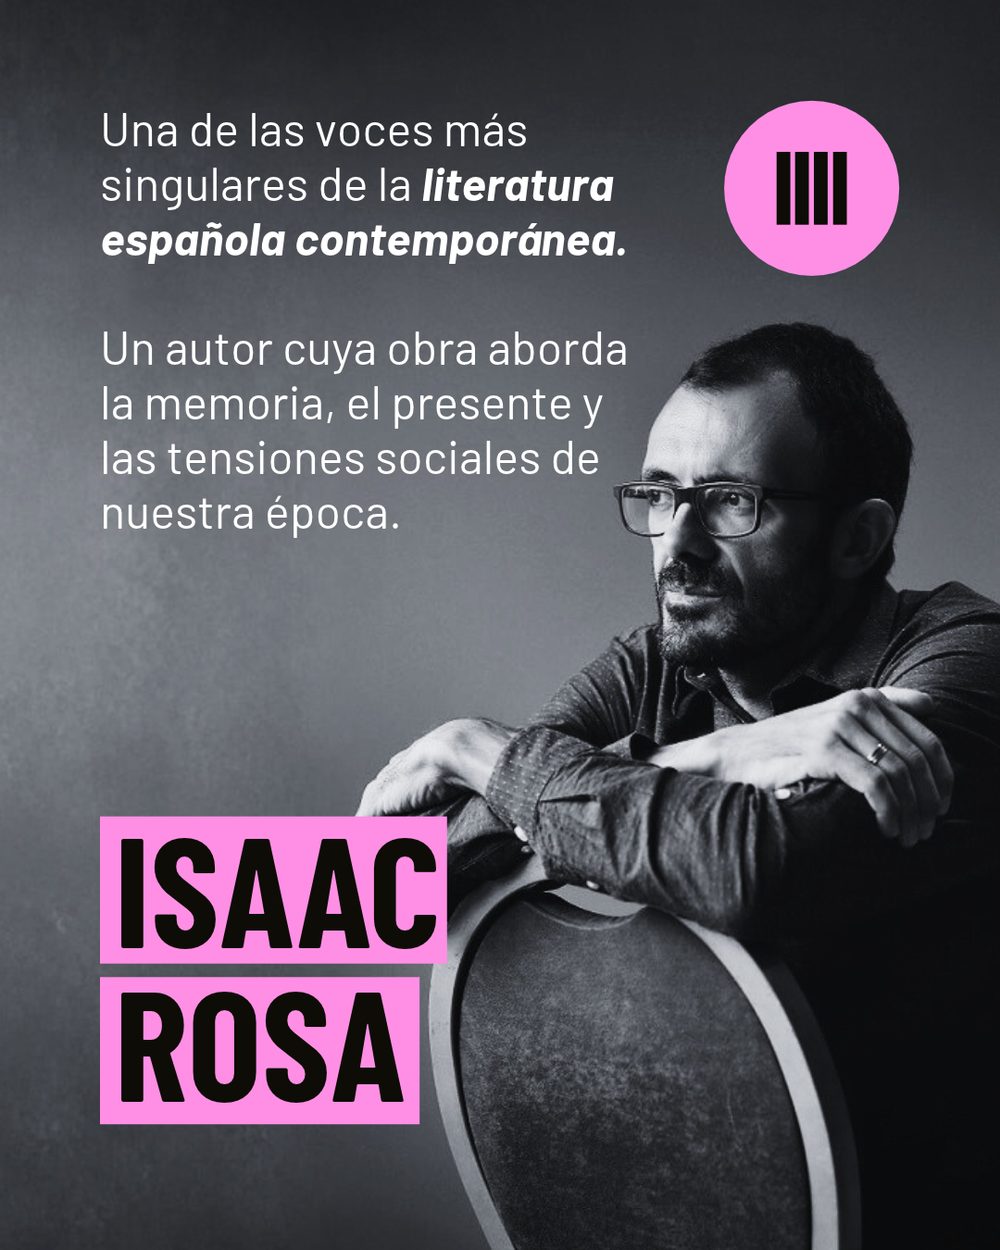 Una de las voces más
singulares de la literatura
española contemporánea.
Un autor cuya obra aborda
la memoria, el presente y
las tensiones sociales de
nuestra época.
ISAAC
ROSA